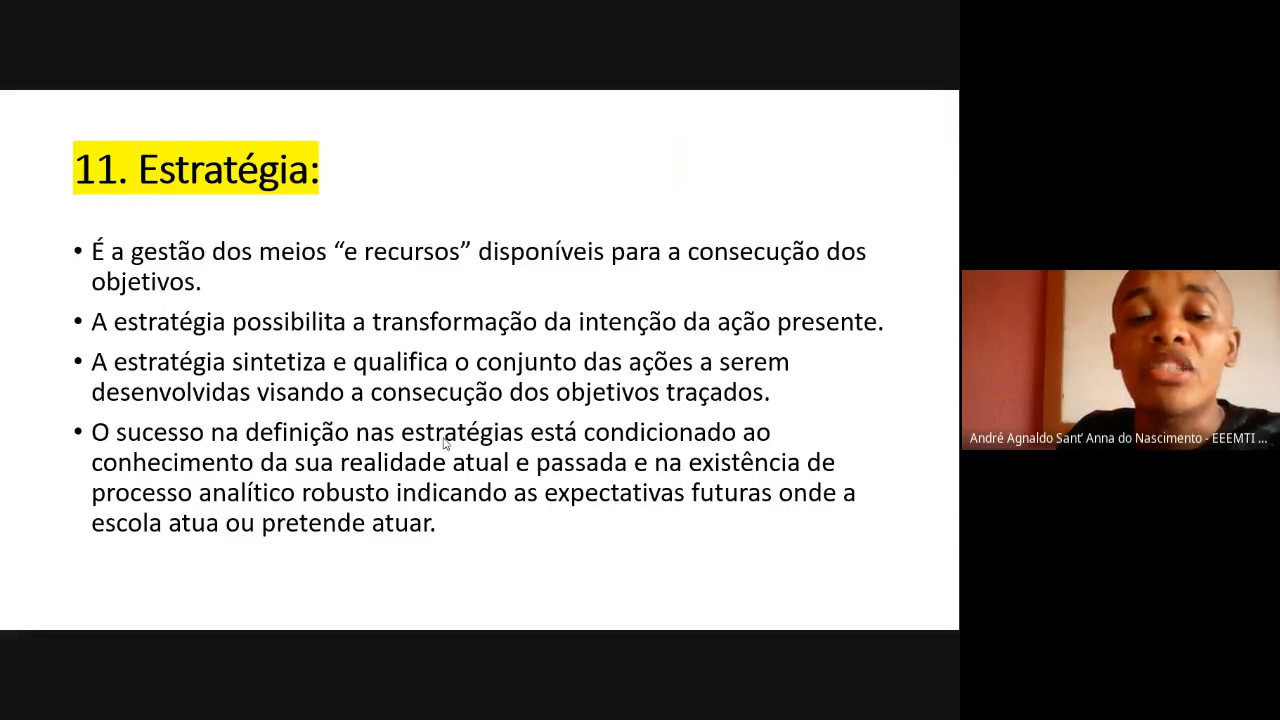 11. Estratégia:
• É a gestão dos meios “e recursos” disponíveis para a consecução dos
objetivos.
• A estratégia possibilita a transformação da intenção da ação presente.
• A estratégia sintetiza e qualifica o conjunto das ações a serem
desenvolvidas visando a consecução dos objetivos traçados.
• O sucesso na definição nas estratégias está condicionado ao
conhecimento da sua realidade atual e passada e na existência de
processo analítico robusto indicando as expectativas futuras onde a
escola atua ou pretende atuar.
André Agnaldo Sant’ Anna do Nascimento - EEEMTI ...